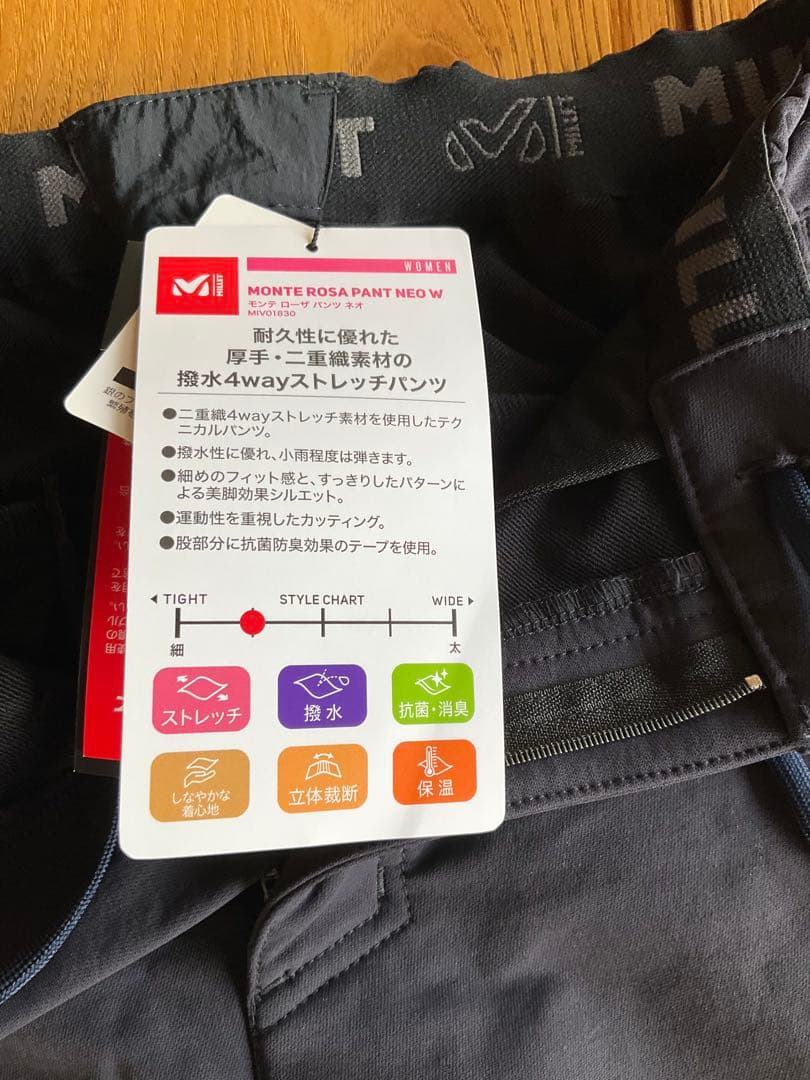 T
M
MILLET
MIL
ILL
MILLET
WOMEN
MONTE ROSA PANT NEO W
モンテ ローザ パンツ ネオ
MIV01830
耐久性に優れた
厚手・二重織素材の
撥水4wayストレッチパンツ
●二重織4wayストレッチ素材を使用したテク
ニカルパンツ。
●撥水性に優れ、小雨程度は弾きます。
●細めのフィット感と、すっきりしたパターンに
よる美脚効果シルエット。
●運動性を重視したカッティング。
●股部分に抗菌防臭効果のテープを使用。
TIGHT STYLE CHART WIDE
細 太
ストレッチ 撥水 抗菌・消臭
しなやかな
着心地
立体裁断 保温
銀のフ
繁殖